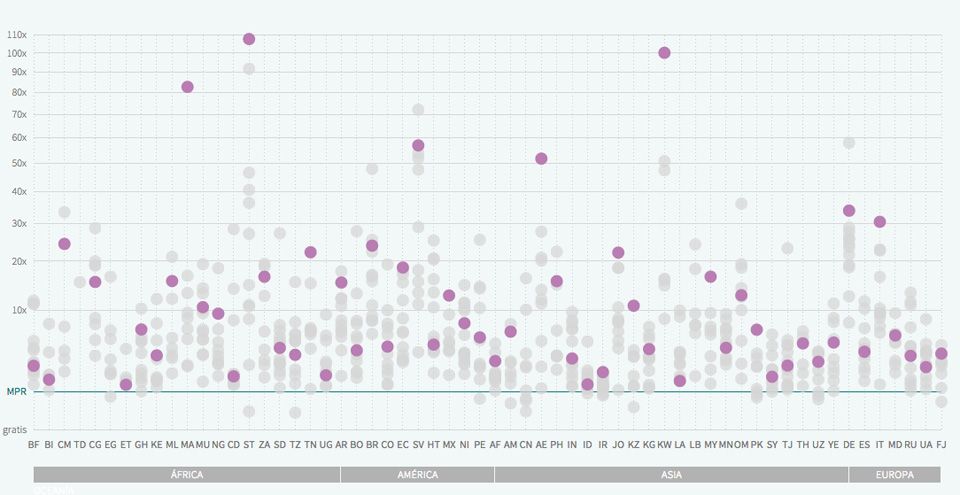 110x
100x
90x
80x
70x
60x
50x
40x
30x
20x
10x
MPR
gratis
BF BI CM TD CG EG ET GH KE ML MA MU NG CD ST ZA SD TZ TN UG AR BO BR CO EC SV HT MX NI PE AF AM CN AE PH IN ID IR JO KZ KG KW LA LB MY MN OM PK SY TJ TH UZ YE DE ES IT MD RU UA FJ
ÁFRICA AMÉRICA ASIA EUROPA